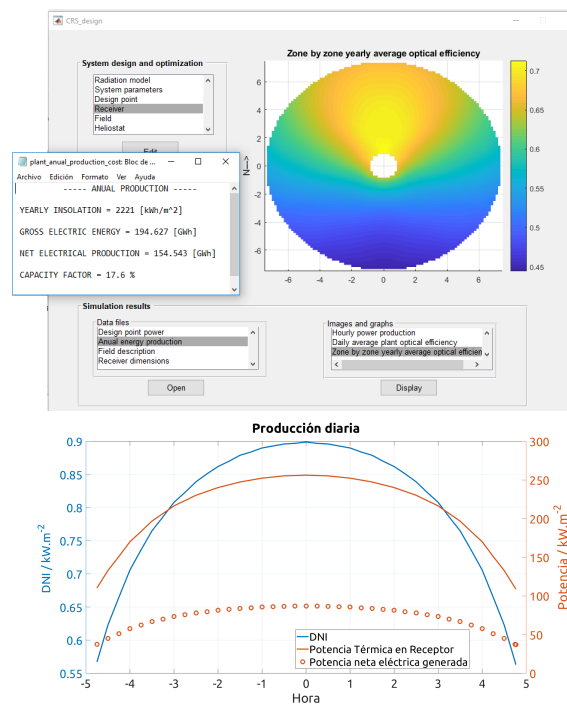 CRS_design
System design and optimization
Radiation model
System parameters
Design point
Receiver
Field
Heliostat
Zone by zone yearly average optical efficiency
N-->
6
4
2
0
-2
-4
-6
-6 -4 -2 0 2 4 6
0.7
0.65
0.6
0.55
0.5
0.45
plant_anual_production_cost: Bloc de ...
Archivo Edición Formato Ver Ayuda
----- ANUAL PRODUCTION -----
YEARLY INSOLATION = 2221 [kWh/m^2]
GROSS ELECTRIC ENERGY = 194.627 [GWh]
NET ELECTRICAL PRODUCTION = 154.543 [GWh]
CAPACITY FACTOR = 17.6 %
Simulation results
Data files
Design point power
Anual energy production
Field description
Receiver dimensions
Open
Images and graphs
Hourly power production
Daily average plant optical efficiency
Zone by zone yearly average optical efficien
Display
Producción diaria
DNI / kW.m-2
0.9
0.85
0.8
0.75
0.7
0.65
0.6
0.55
300
250
200
150
100
50
0
Potencia / kW.m-2
DNI
Potencia Térmica en Receptor
Potencia neta eléctrica generada
-5 -4 -3 -2 -1 0 1 2 3 4 5
Hora